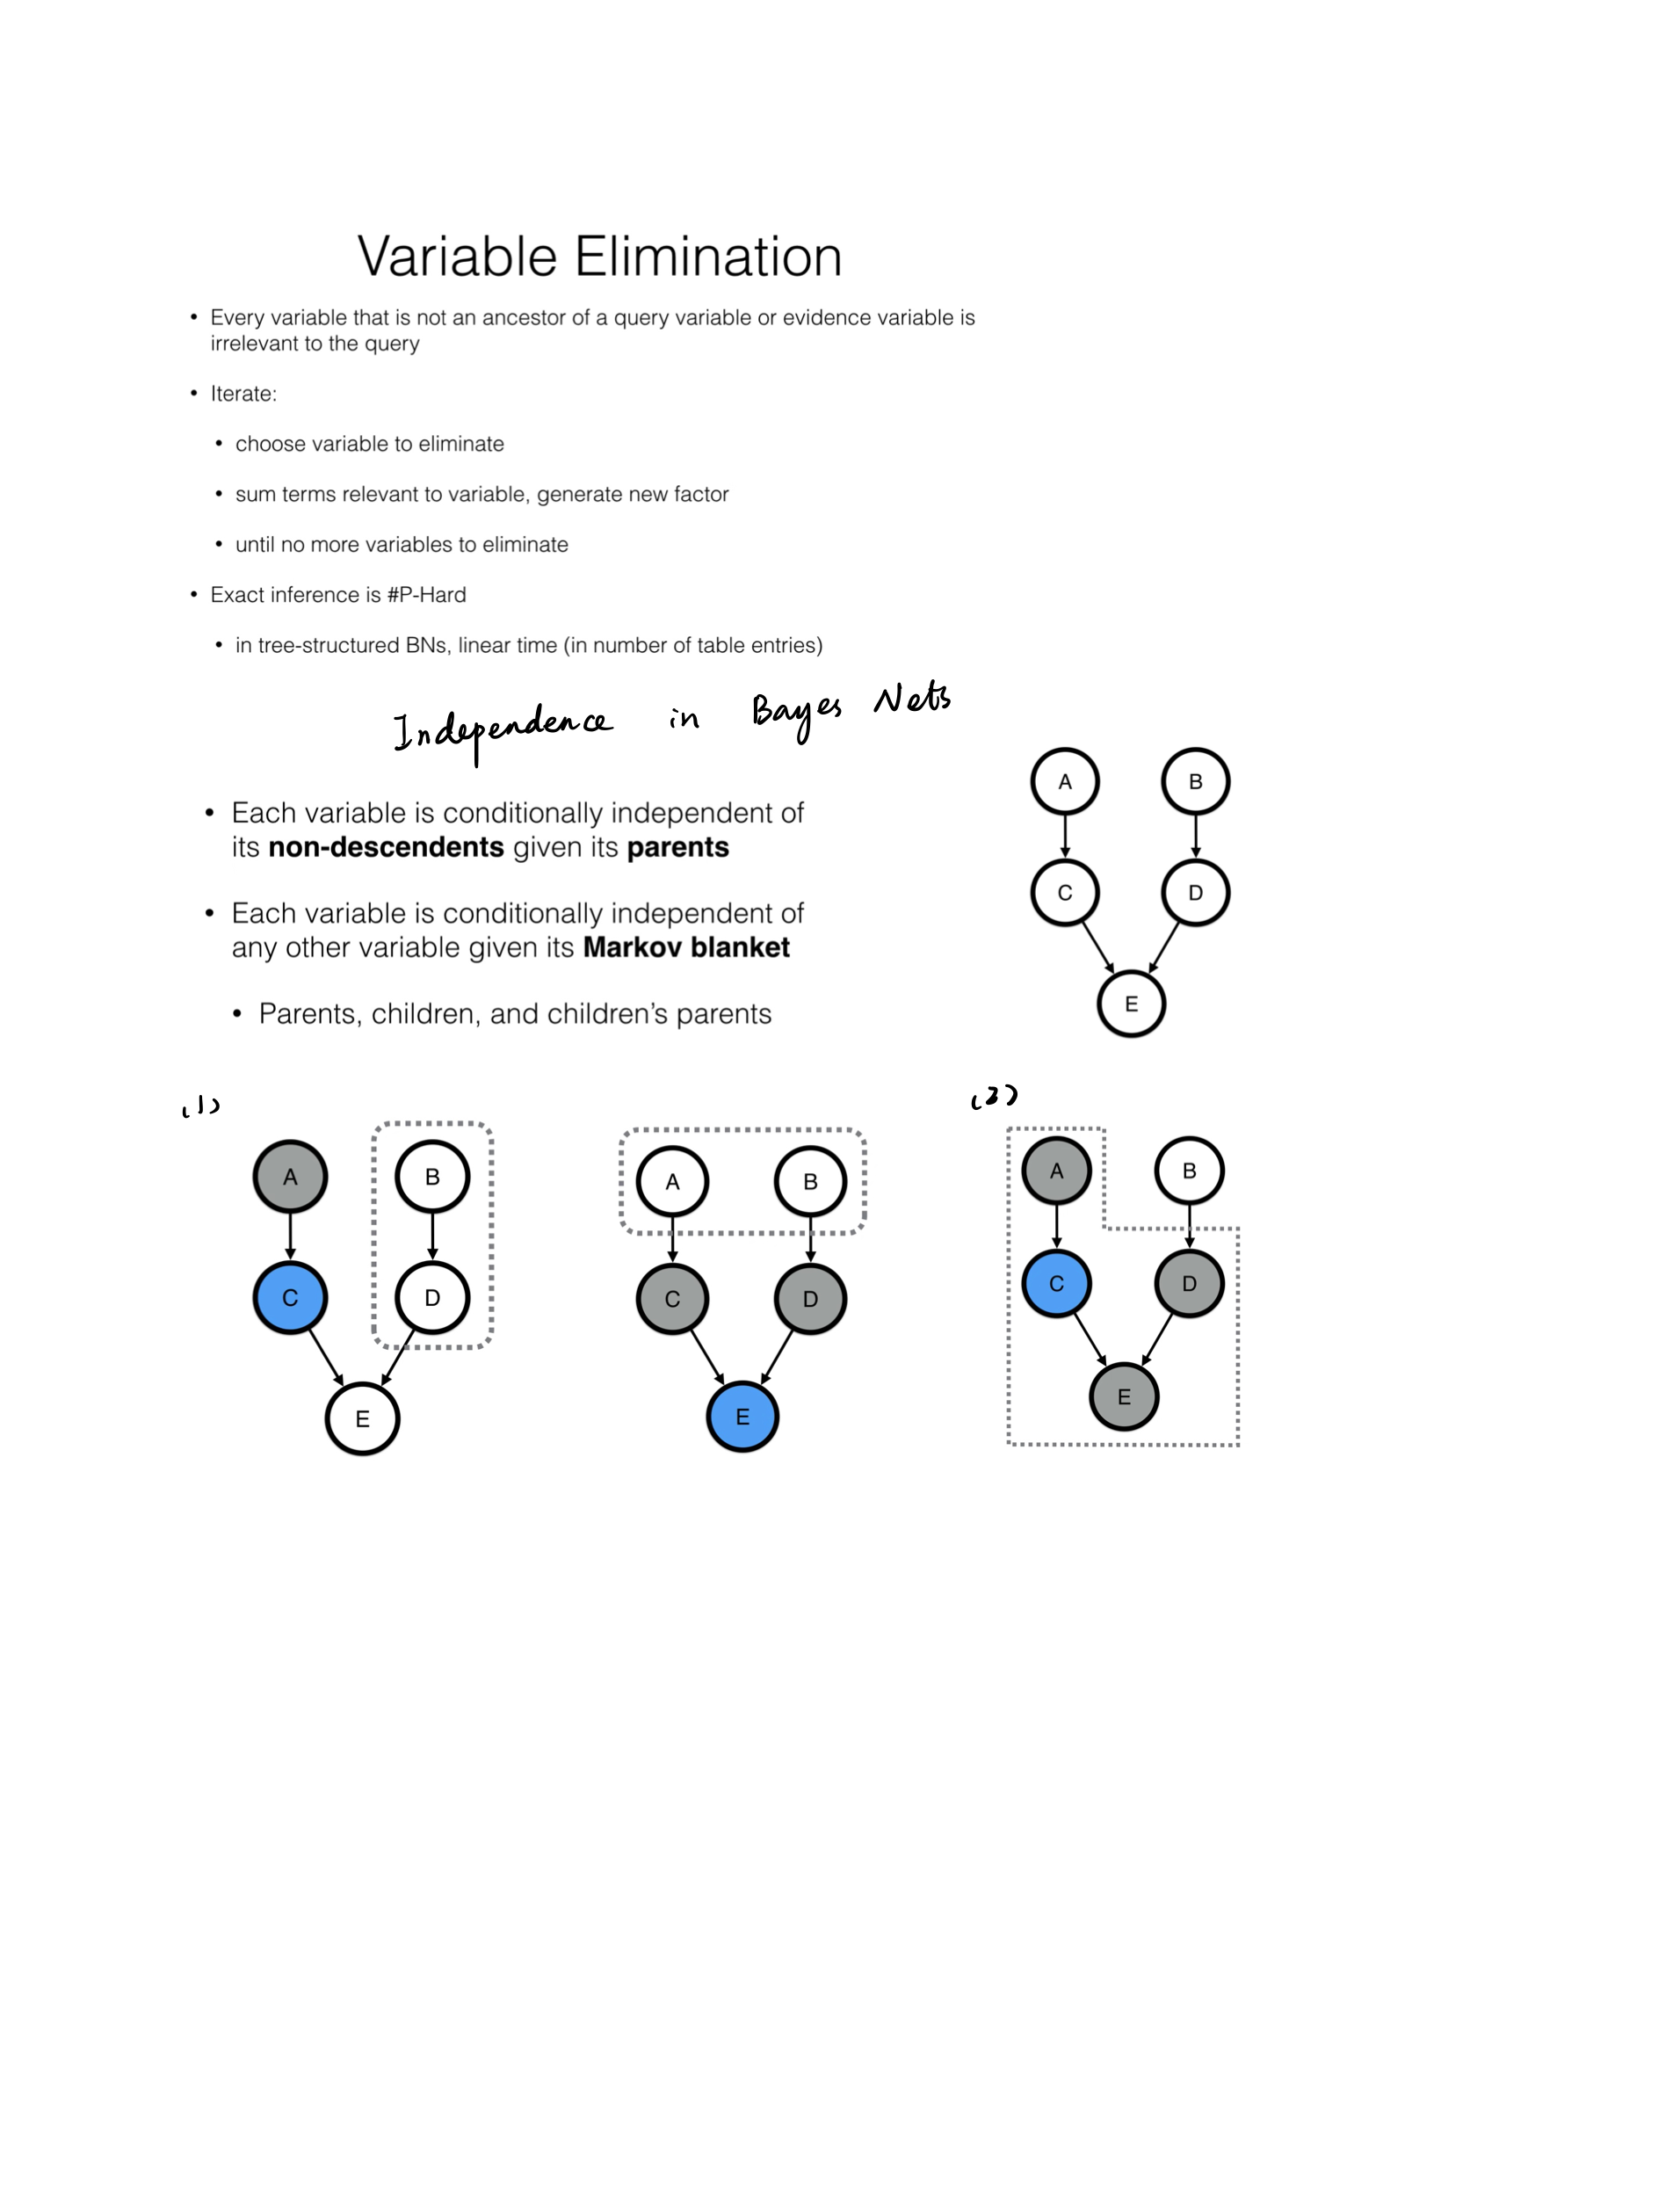 Variable Elimination
• Every variable that is not an ancestor of a query variable or evidence variable is
irrelevant to the query
• Iterate:
• choose variable to eliminate
• sum terms relevant to variable, generate new factor
• until no more variables to eliminate
• Exact inference is #P-Hard
• in tree-structured BNs, linear time (in number of table entries)
Independence in Bayes Nets
• Each variable is conditionally independent of
its non-descendents given its parents
• Each variable is conditionally independent of
any other variable given its Markov blanket
• Parents, children, and children's parents
A B
C D
E
(1)
A B
C D
E
A B
C D
E
(2)
A B
C D
E